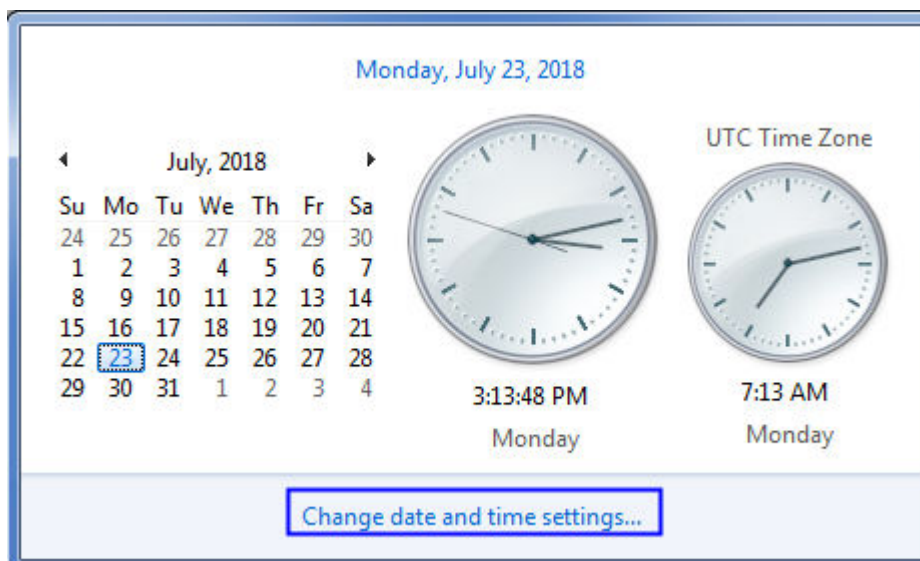 Monday, July 23, 2018
July, 2018
Su Mo Tu We Th Fr Sa
24 25 26 27 28 29 30
1 2 3 4 5 6 7
8 9 10 11 12 13 14
15 16 17 18 19 20 21
22 23 24 25 26 27 28
29 30 31 1 2 3 4
3:13:48 PM
Monday
UTC Time Zone
7:13 AM
Monday
Change date and time settings...